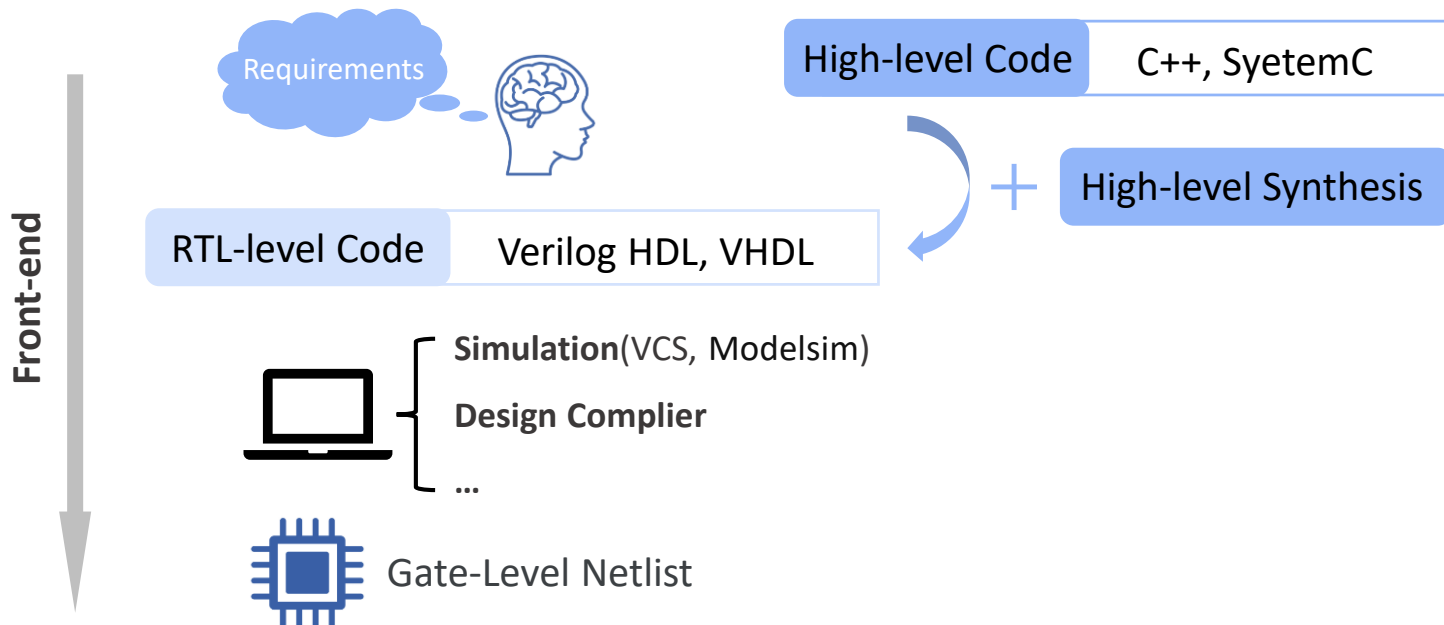 Requirements
High-level Code
C++, SyetemC
High-level Synthesis
Front-end
RTL-level Code
Verilog HDL, VHDL
Simulation(VCS, Modelsim)
Design Complier
...
Gate-Level Netlist